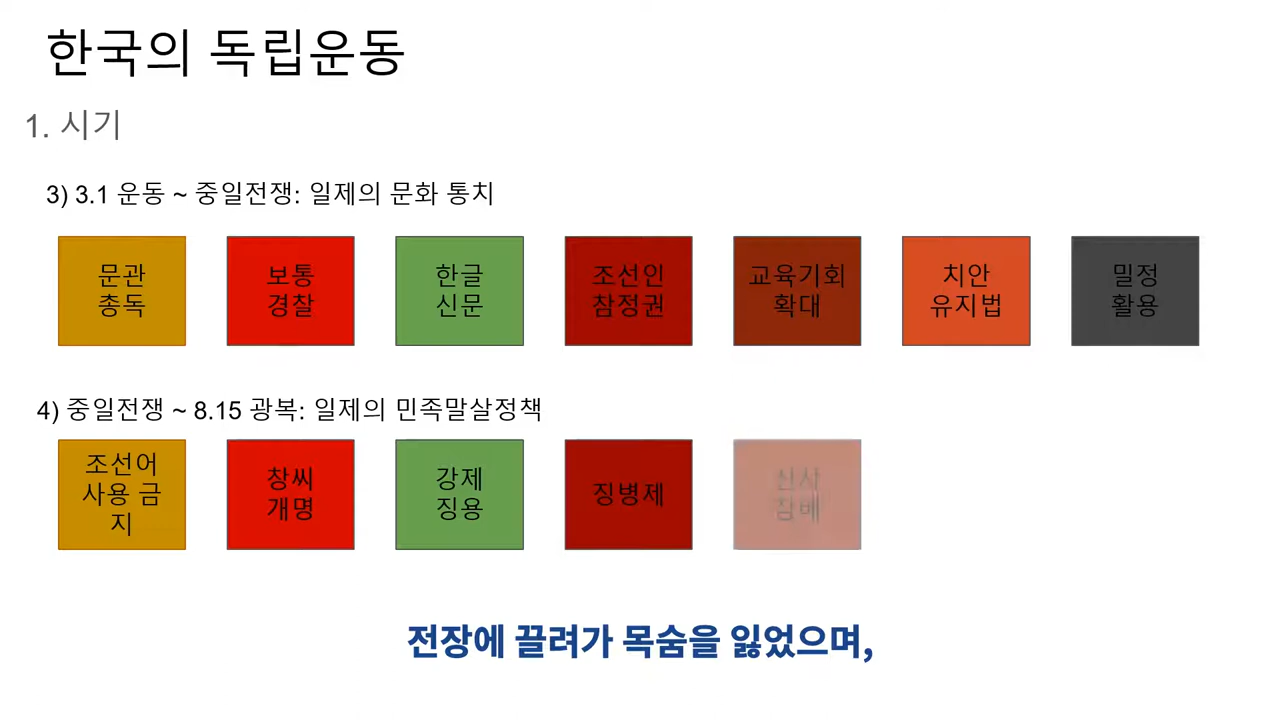 한국의 독립운동
1. 시기
3) 3.1 운동 ~ 중일전쟁: 일제의 문화 통치
문관
총독
보통
경찰
한글
신문
조선인
참정권
교육기회
확대
치안
유지법
밀정
활용
4) 중일전쟁 ~ 8.15 광복: 일제의 민족말살정책
조선어
사용 금
지
창씨
개명
강제
징용
징병제
신사
참배
전장에 끌려가 목숨을 잃었으며,